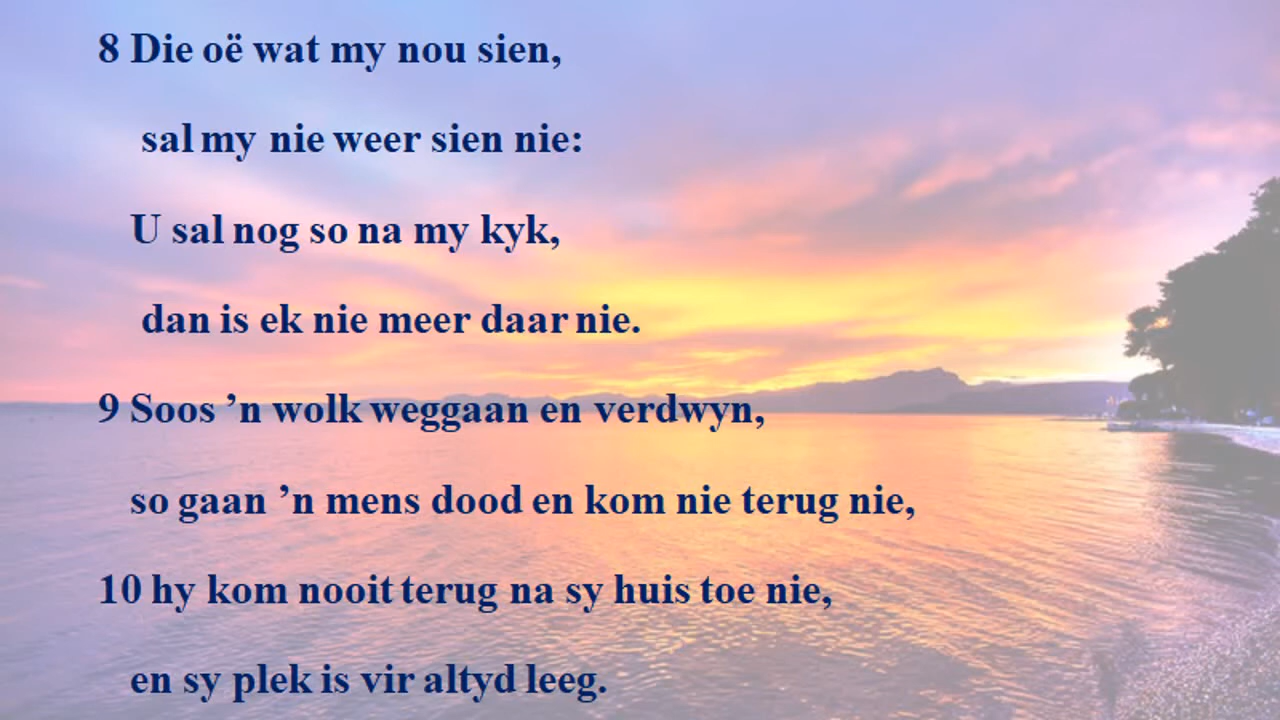 8 Die oë wat my nou sien,
sal my nie weer sien nie:
U sal nog so na my kyk,
dan is ek nie meer daar nie.
9 Soos ’n wolk weggaan en verdwyn,
so gaan ’n mens dood en kom nie terug nie,
10 hy kom nooit terug na sy huis toe nie,
en sy plek is vir altyd leeg.